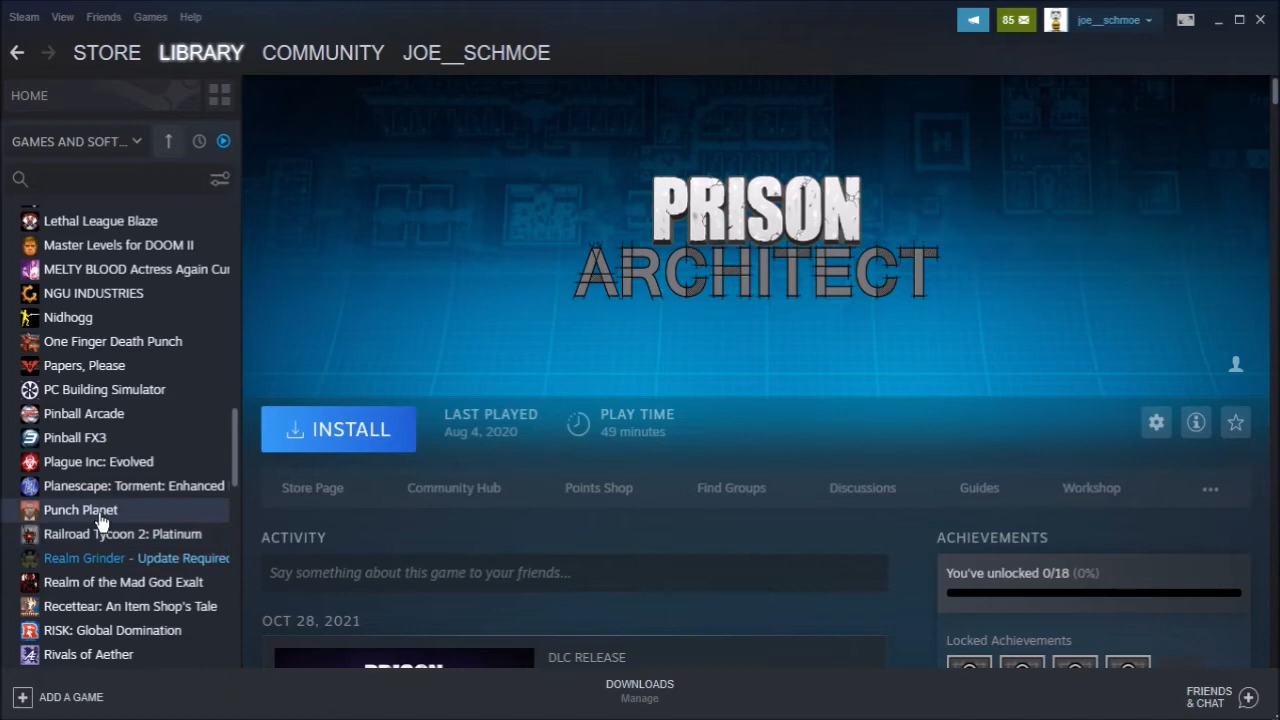 Steam View Friends Games Help
85
joe__schmoe
STORE LIBRARY COMMUNITY JOE__SCHMOE
HOME
GAMES AND SOFT...
Lethal League Blaze
Master Levels for DOOM II
MELTY BLOOD Actress Again Cur
NGU INDUSTRIES
Nidhogg
One Finger Death Punch
Papers, Please
PC Building Simulator
Pinball Arcade
Pinball FX3
Plague Inc: Evolved
Planescape: Torment: Enhanced
Punch Planet
Railroad Tycoon 2: Platinum
Realm Grinder - Update Required
Realm of the Mad God Exalt
Recettear: An Item Shop's Tale
RISK: Global Domination
Rivals of Aether
PRISON
ARCHITECT
INSTALL
LAST PLAYED
Aug 4, 2020
PLAY TIME
49 minutes
Store Page Community Hub Points Shop Find Groups Discussions Guides Workshop ...
ACTIVITY
Say something about this game to your friends...
OCT 28, 2021
PRISON
DLC RELEASE
ACHIEVEMENTS
You've unlocked 0/18 (0%)
Locked Achievements
ADD A GAME
DOWNLOADS
Manage
FRIENDS
& CHAT